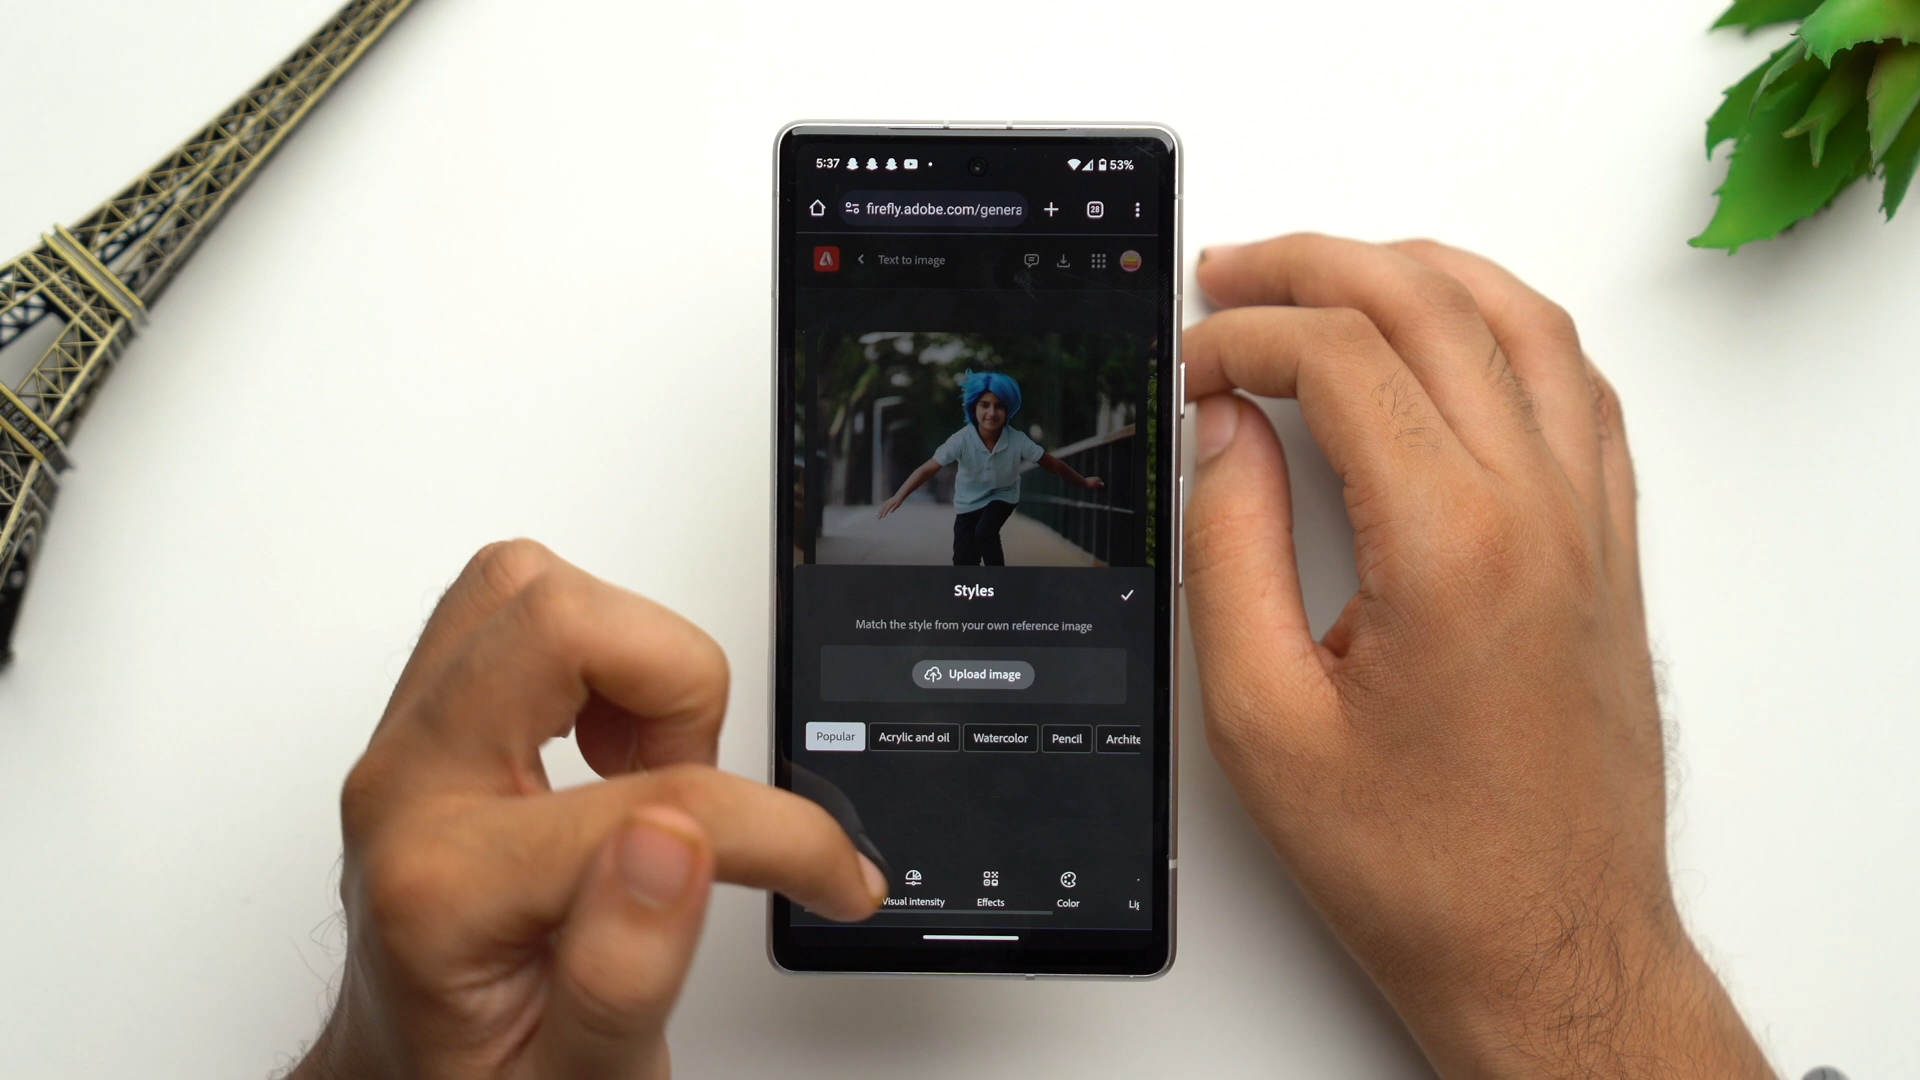 5:37 53%
firefly.adobe.com/genera 28
Text to image
Styles
Match the style from your own reference image
Upload image
Popular Acrylic and oil Watercolor Pencil Archite
Visual intensity Effects Color Lig